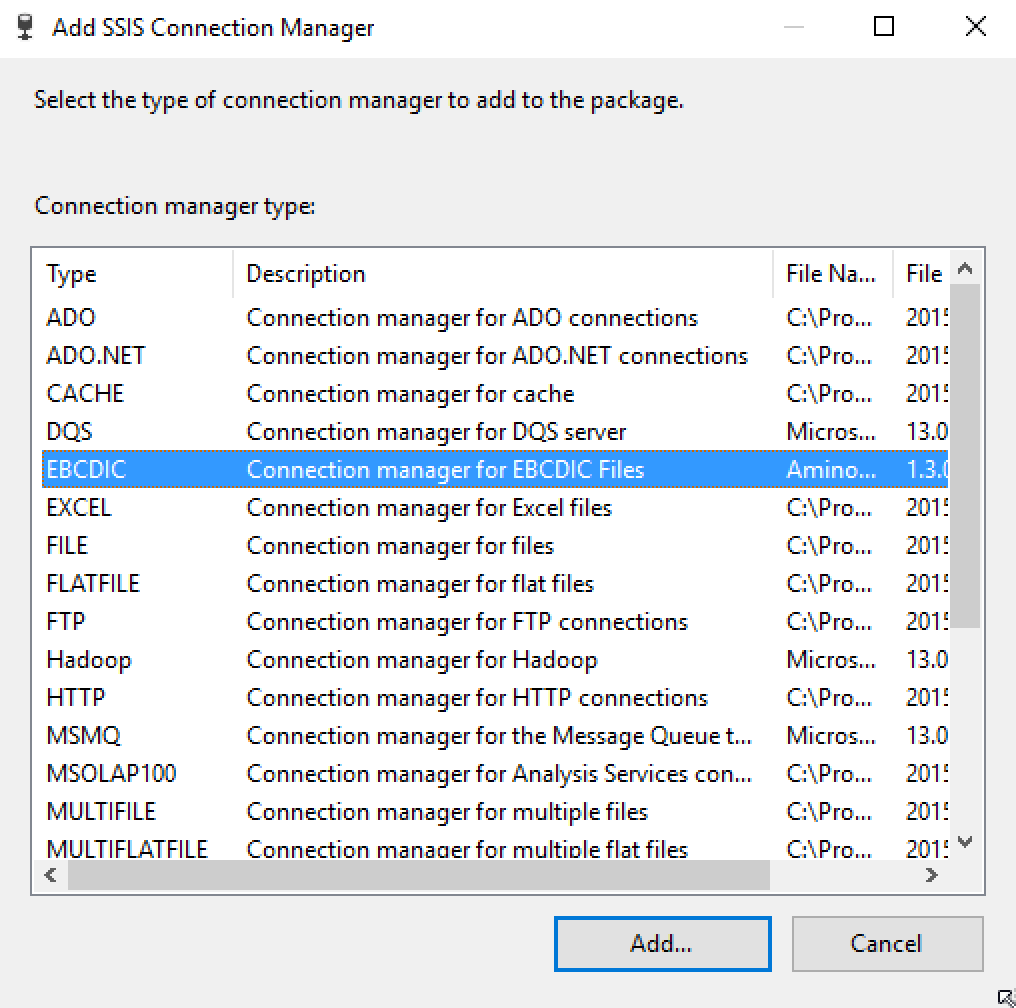 Add SSIS Connection Manager
Select the type of connection manager to add to the package.
Connection manager type:
Type Description File Na... File
ADO Connection manager for ADO connections C:\Pro... 2015
ADO.NET Connection manager for ADO.NET connections C:\Pro... 2015
CACHE Connection manager for cache C:\Pro... 2015
DQS Connection manager for DQS server Micros... 13.0
EBCDIC Connection manager for EBCDIC Files Amino... 1.3.0
EXCEL Connection manager for Excel files C:\Pro... 2015
FILE Connection manager for files C:\Pro... 2015
FLATFILE Connection manager for flat files C:\Pro... 2015
FTP Connection manager for FTP connections C:\Pro... 2015
Hadoop Connection manager for Hadoop Micros... 13.0
HTTP Connection manager for HTTP connections C:\Pro... 2015
MSMQ Connection manager for the Message Queue t... Micros... 13.0
MSOLAP100 Connection manager for Analysis Services con... C:\Pro... 2015
MULTIFILE Connection manager for multiple files C:\Pro... 2015
MULTIFLATFILE Connection manager for multiple flat files C:\Pro... 2015
Add... Cancel